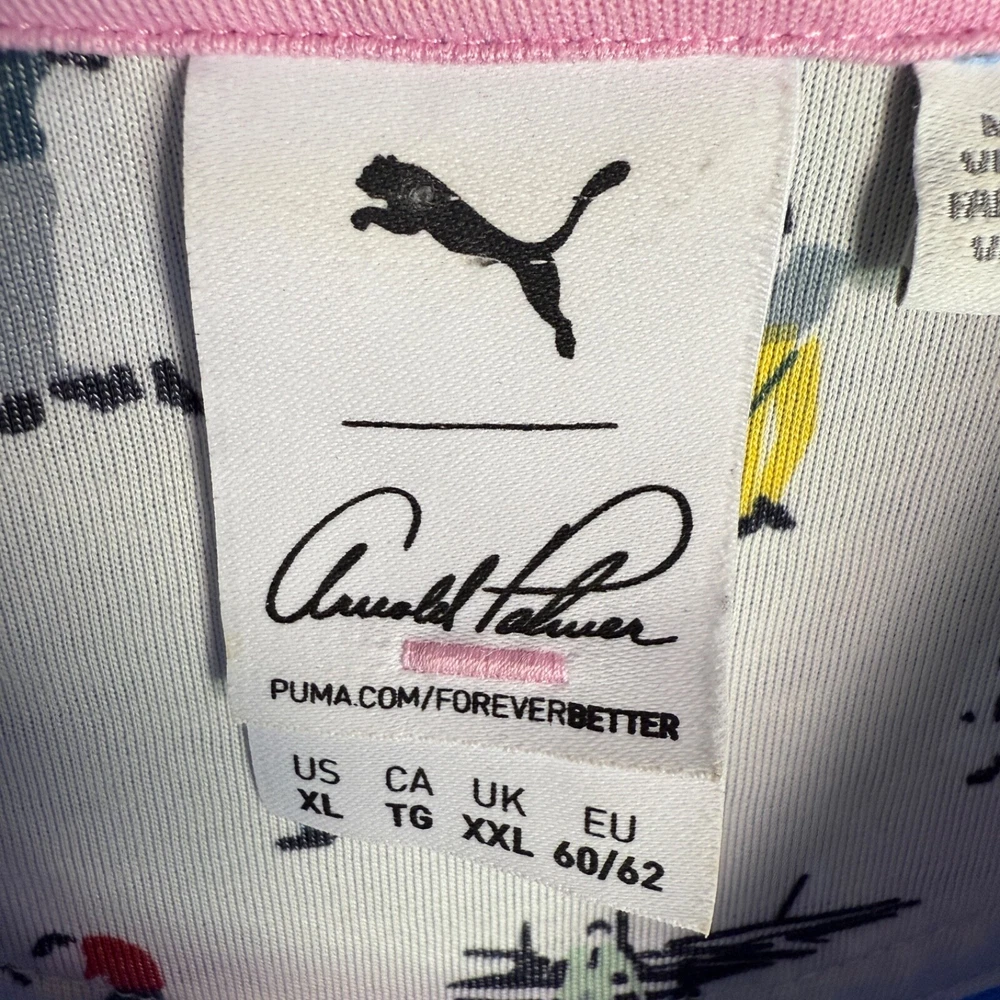 Arnold Palmer
PUMA.COM/FOREVERBETTER
US CA UK EU
XL TG XXL 60/62